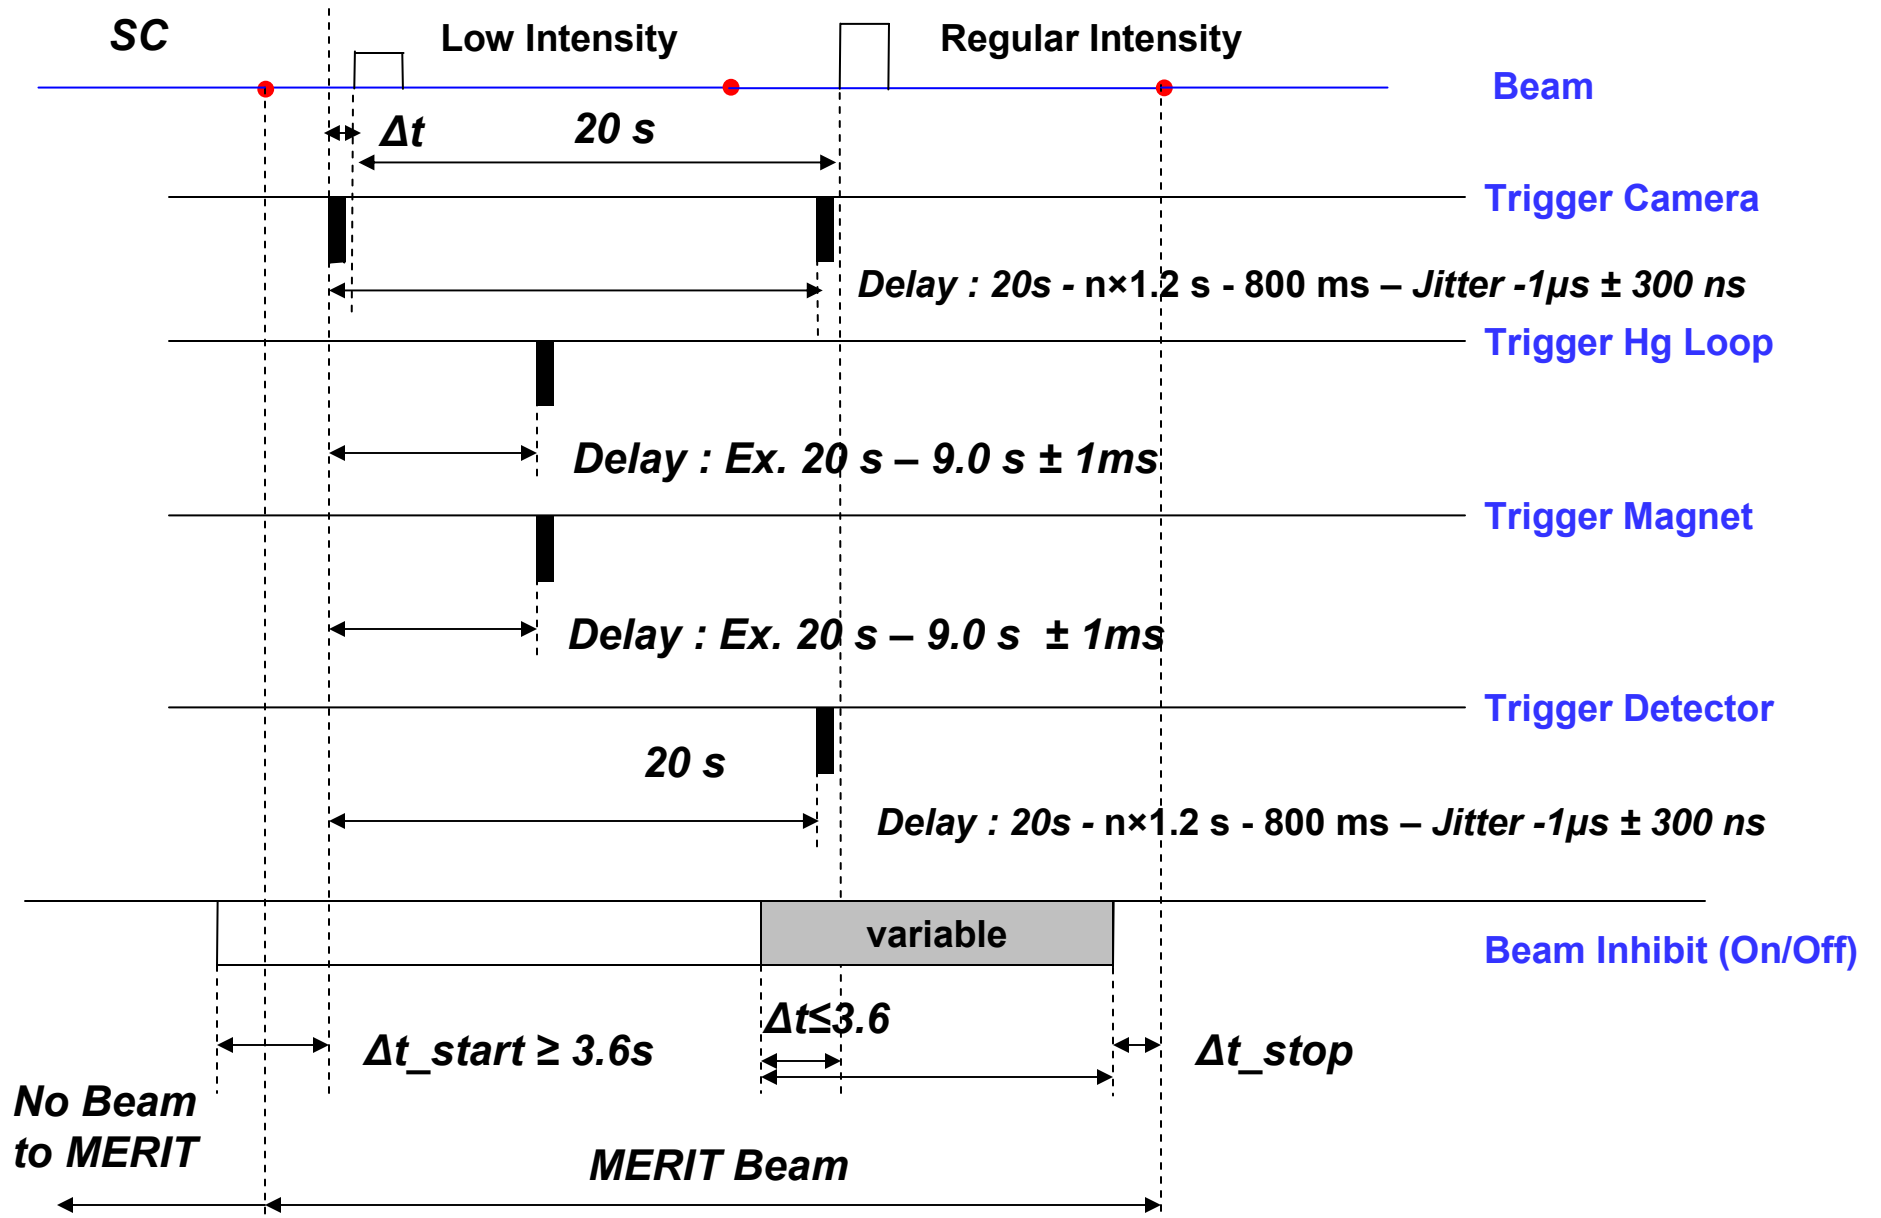 SC
Low Intensity
Regular Intensity
Beam
Δt
20 s
Trigger Camera
Delay : 20s - n×1.2 s - 800 ms – Jitter -1µs ± 300 ns
Trigger Hg Loop
Delay : Ex. 20 s – 9.0 s ± 1ms
Trigger Magnet
Delay : Ex. 20 s – 9.0 s ± 1ms
Trigger Detector
20 s
Delay : 20s - n×1.2 s - 800 ms – Jitter -1µs ± 300 ns
variable
Beam Inhibit (On/Off)
Δt≤3.6
Δt_start ≥ 3.6s
Δt_stop
No Beam
to MERIT
MERIT Beam